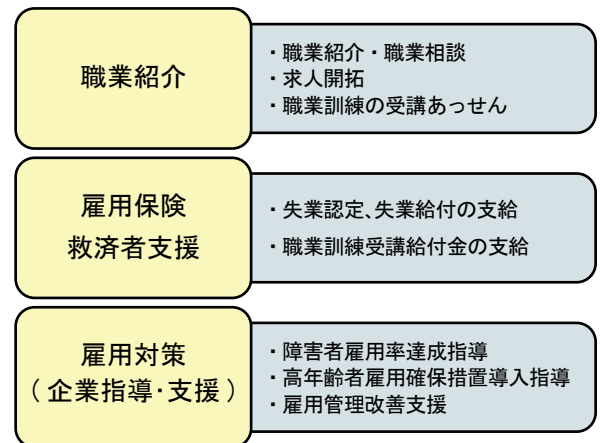 職業紹介
・職業紹介・職業相談
・求人開拓
・職業訓練の受講あっせん
雇用保険
救済者支援
・失業認定、失業給付の支給
・職業訓練受講給付金の支給
雇用対策
（企業指導・支援）
・障害者雇用率達成指導
・高年齢者雇用確保措置導入指導
・雇用管理改善支援